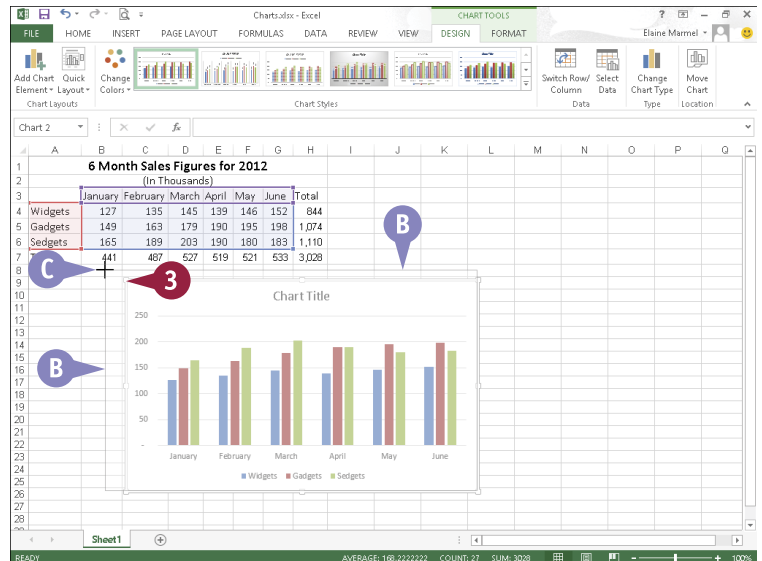 Charts.xlsx - Excel
CHART TOOLS
?
FILE HOME INSERT PAGE LAYOUT FORMULAS DATA REVIEW VIEW DESIGN FORMAT
Elaine Marmel
Add Chart Quick
Element Layout
Change
Colors
Switch Row/ Select
Column Data
Change
Chart Type
Move
Chart
Chart Layouts
Chart Styles
Data
Type
Location
Chart 2
fx
A B C D E F G H I J K L M N O P Q
1 6 Month Sales Figures for 2012
2 (In Thousands)
3 January February March April May June Total
4 Widgets 127 135 145 139 146 152 844
5 Gadgets 149 163 179 190 195 198 1,074
6 Sedgets 165 189 203 190 180 183 1,110
7 441 487 527 519 521 533 3,028
8
9
10
11
12
13
14
15
16
17
18
19
20
21
22
23
24
25
26
27
28
B
C
3
B
Chart Title
250
200
150
100
50
-
January February March April May June
Widgets Gadgets Sedgets
Sheet1
READY
AVERAGE: 168.2222222 COUNT: 27 SUM: 3028
100%